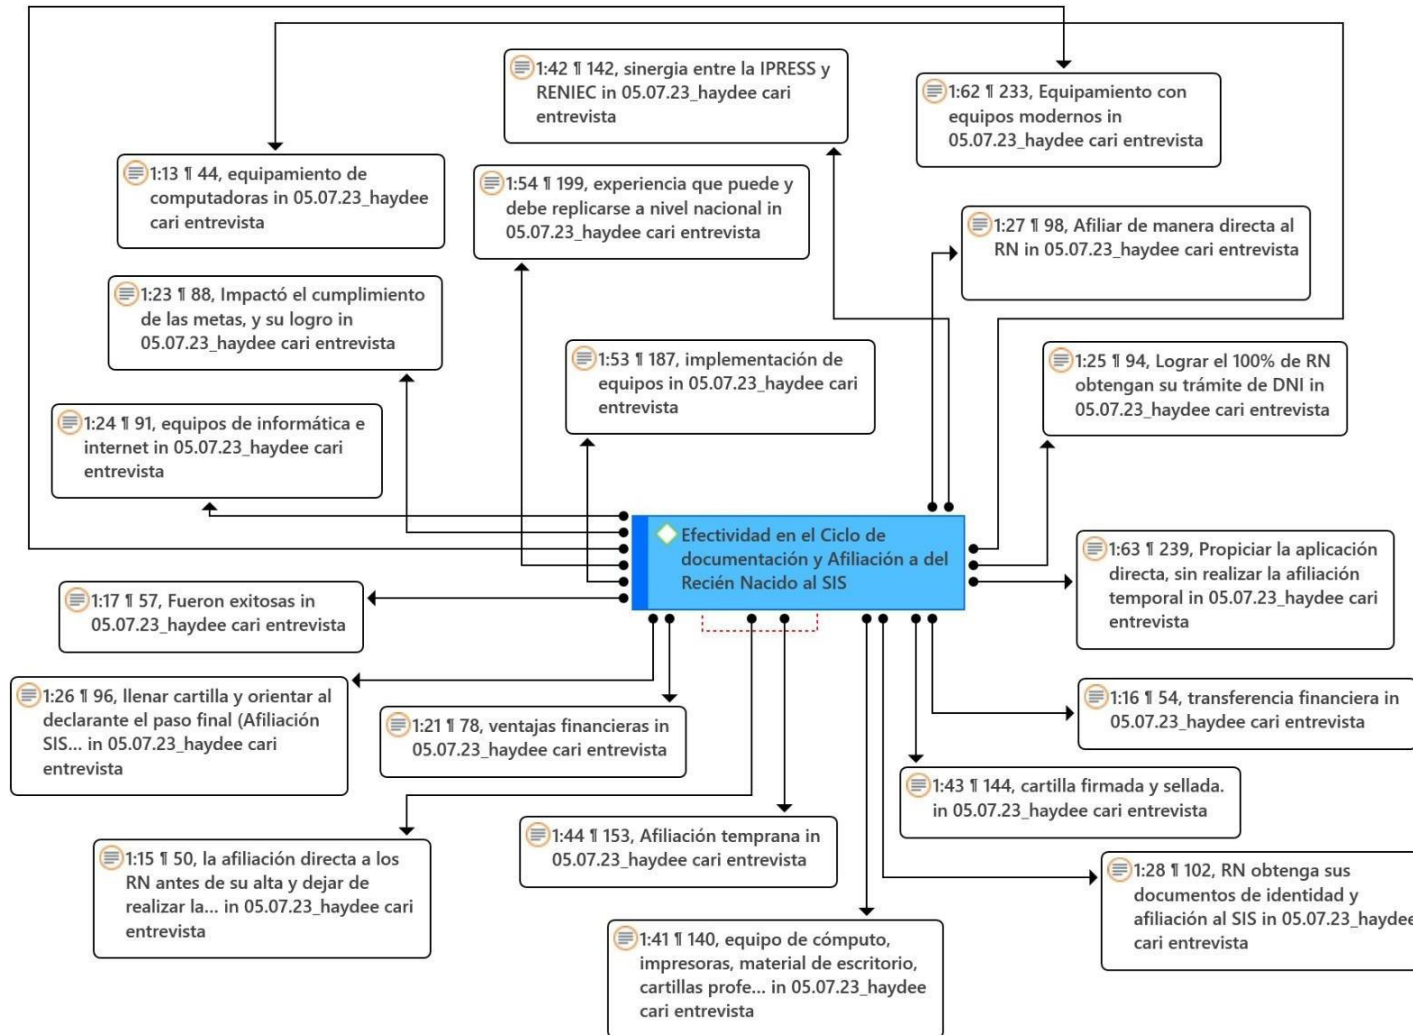 1:42 ¶ 142, sinergia entre la IPRESS y
RENIEC in 05.07.23_haydee cari
entrevista
1:62 ¶ 233, Equipamiento con
equipos modernos in
05.07.23_haydee cari entrevista
1:13 ¶ 44, equipamiento de
computadoras in 05.07.23_haydee
cari entrevista
1:54 ¶ 199, experiencia que puede y
debe replicarse a nivel nacional in
05.07.23_haydee cari entrevista
1:27 ¶ 98, Afiliar de manera directa al
RN in 05.07.23_haydee cari entrevista
1:23 ¶ 88, Impactó el cumplimiento
de las metas, y su logro in
05.07.23_haydee cari entrevista
1:53 ¶ 187, implementación de
equipos in 05.07.23_haydee cari
entrevista
1:25 ¶ 94, Lograr el 100% de RN
obtengan su trámite de DNI in
05.07.23_haydee cari entrevista
1:24 ¶ 91, equipos de informática e
internet in 05.07.23_haydee cari
entrevista
Efectividad en el Ciclo de
documentación y Afiliación a del
Recién Nacido al SIS
1:63 ¶ 239, Propiciar la aplicación
directa, sin realizar la afiliación
temporal in 05.07.23_haydee cari
entrevista
1:17 ¶ 57, Fueron exitosas in
05.07.23_haydee cari entrevista
1:26 ¶ 96, llenar cartilla y orientar al
declarante el paso final (Afiliación
SIS... in 05.07.23_haydee cari
entrevista
1:21 ¶ 78, ventajas financieras in
05.07.23_haydee cari entrevista
1:16 ¶ 54, transferencia financiera in
05.07.23_haydee cari entrevista
1:43 ¶ 144, cartilla firmada y sellada.
in 05.07.23_haydee cari entrevista
1:44 ¶ 153, Afiliación temprana in
05.07.23_haydee cari entrevista
1:15 ¶ 50, la afiliación directa a los
RN antes de su alta y dejar de
realizar la... in 05.07.23_haydee cari
entrevista
1:28 ¶ 102, RN obtenga sus
documentos de identidad y
afiliación al SIS in 05.07.23_haydee
cari entrevista
1:41 ¶ 140, equipo de cómputo,
impresoras, material de escritorio,
cartillas profe... in 05.07.23_haydee
cari entrevista